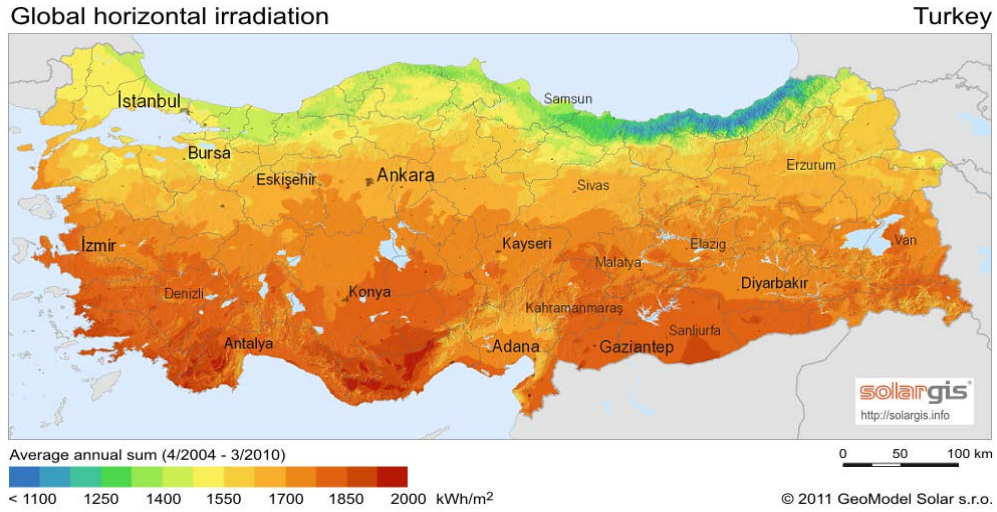 Global horizontal irradiation
Turkey
İstanbul
Samsun
Bursa
Eskişehir
Ankara
Sivas
Erzurum
İzmir
Kayseri
Elazig
Van
Malatya
Denizli
Konya
Diyarbakır
Kahramanmaraş
Sanlıurfa
Antalya
Adana
Gaziantep
solargis®
http://solargis.info
Average annual sum (4/2004 - 3/2010)
0 50 100 km
< 1100 1250 1400 1550 1700 1850 2000 kWh/m²
© 2011 GeoModel Solar s.r.o.